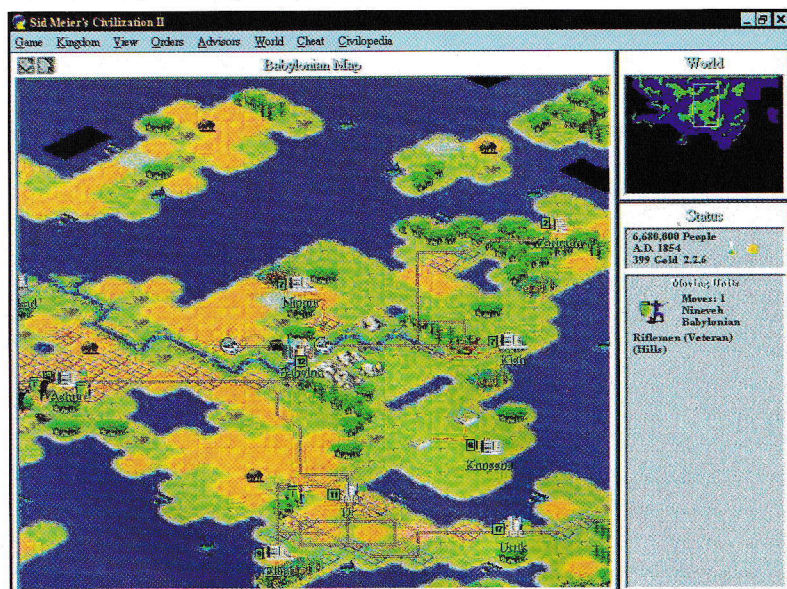 Sid Meier's Civilization II
Game Kingdom View Orders Advisors World Cheat Civilopedia
Babylonian Map
World
Status
6,680,000 People
A.D. 1854
399 Gold 2.2.6
Moving Units
Moves: 1
Nineveh
Babylonian
Riflemen (Veteran)
(Hills)
Nippur
Kish
Babylon
Ashur
Knossos
Uruk